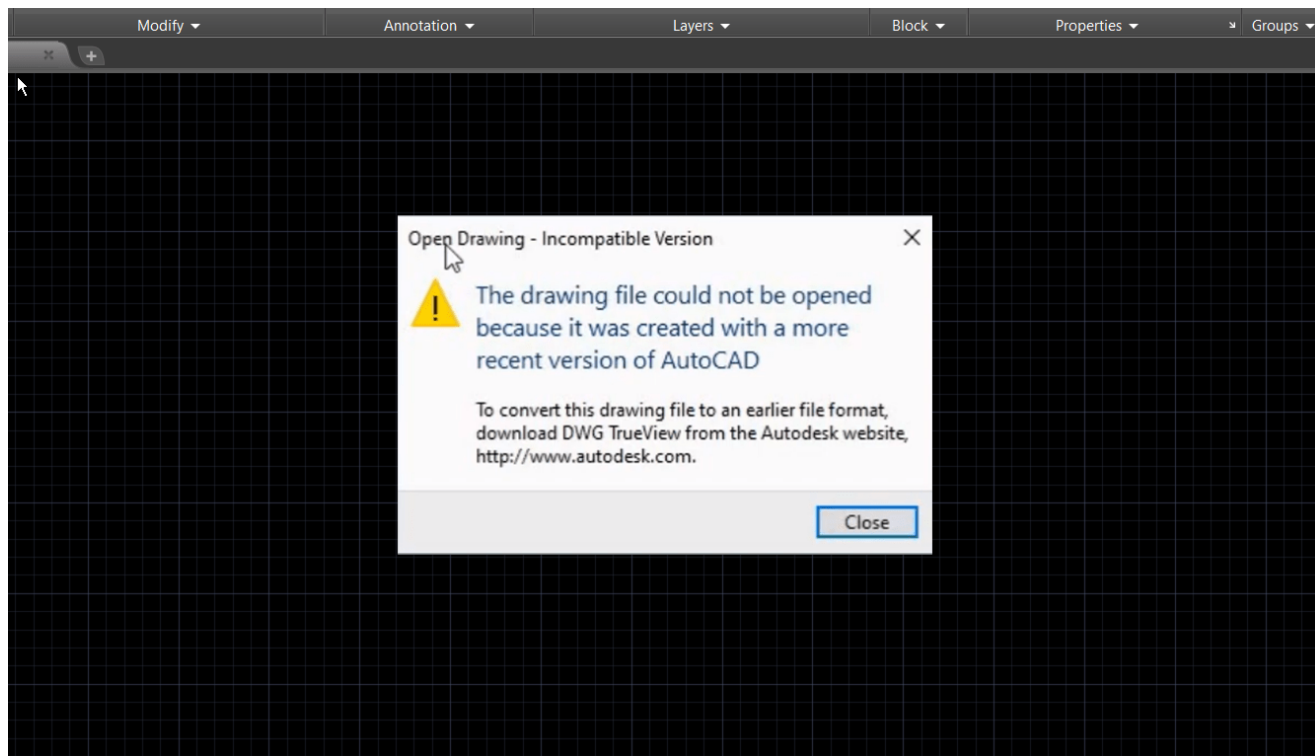 Modify Annotation Layers Block Properties Groups
Open Drawing - Incompatible Version
The drawing file could not be opened
because it was created with a more
recent version of AutoCAD
To convert this drawing file to an earlier file format,
download DWG TrueView from the Autodesk website,
http://www.autodesk.com.
Close